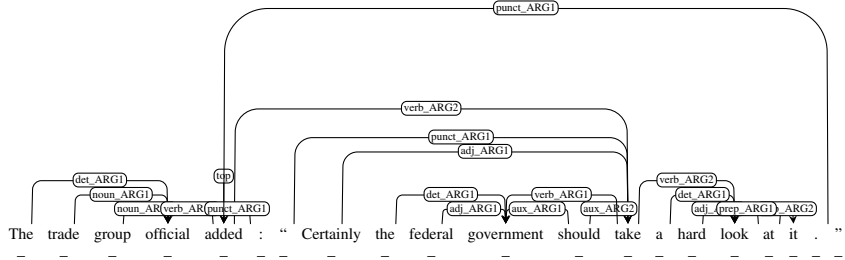 punct_ARG1
verb_ARG2
punct_ARG1
adj_ARG1
top
det_ARG1 verb_ARG2
noun_ARG1 det_ARG1 verb_ARG1 det_ARG1
punct_ARG1 adj_ARG1 aux_ARG1 aux_ARG2 prep_ARG1
The trade group official added : “ Certainly the federal government should take a hard look at it . ”
_ _ _ _ _ _ _ _ _ _ _ _ _ _ _ _ _ _ _ _